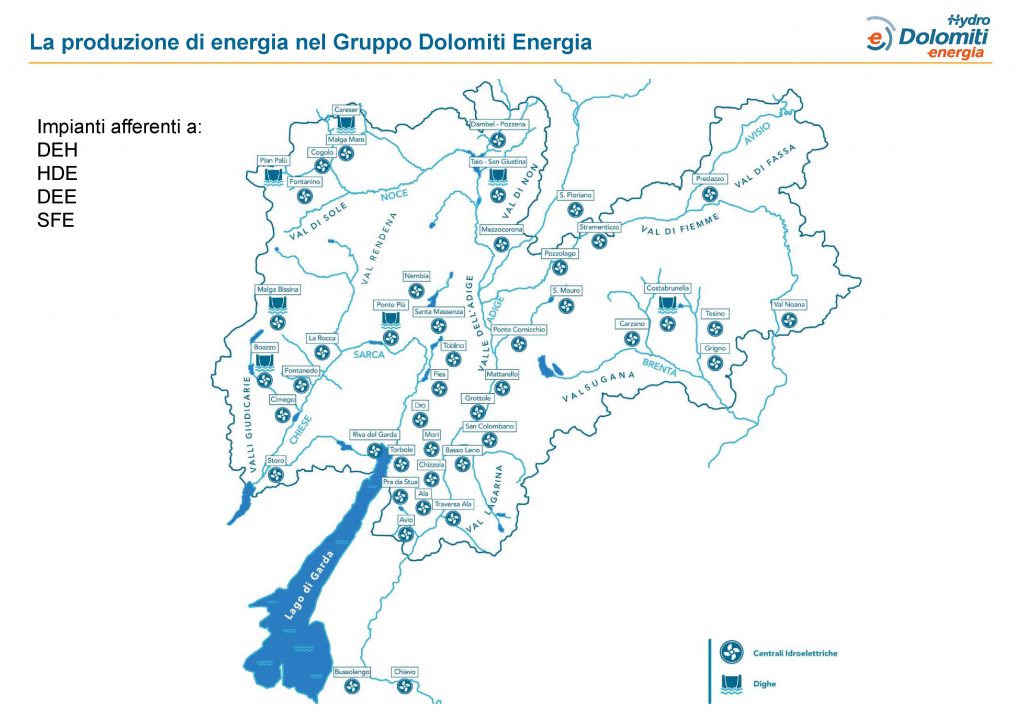 La produzione di energia nel Gruppo Dolomiti Energia
Hydro
Dolomiti
energia
Impianti afferenti a:
DEH
HDE
DEE
SFE
Careser
Malga Mare
Cogolo
Pian Palù
Fontanino
Dambel - Pozzena
Taio - San Giustina
NOCE
VAL DI SOLE
VAL DI NON
VAL RENDENA
Mezzocorona
S. Floriano
Stramentizzo
Pozzolago
Predazzo
AVISIO
VAL DI FASSA
VAL DI FIEMME
Nembia
Malga Bissina
Ponte Pià
Santa Massenza
S. Mauro
Costabrunella
Tesino
Val Noana
VALLE DELL'ADIGE
ADIGE
Ponte Cornicchio
Carzano
Grigno
La Rocca
SARCA
Toblino
Boazzo
Fontanedo
Fies
Mattarello
BRENTA
VALSUGANA
Cimego
CHIESE
VALLI GIUDICARIE
Dro
Grottole
San Colombano
Riva del Garda
Mori
Torbole
Basso Leno
Storo
Chizzola
Pra da Stua
Ala
Traversa Ala
VAL LAGARINA
Avio
Lago di Garda
Bussolengo
Chievo
Centrali Idroelettriche
Dighe